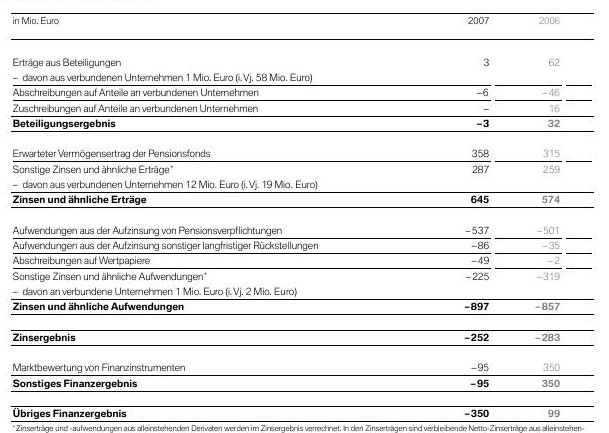 in Mio. Euro 2007 2006
Erträge aus Beteiligungen 3 62
– davon aus verbundenen Unternehmen 1 Mio. Euro (i. Vj. 58 Mio. Euro)
Abschreibungen auf Anteile an verbundenen Unternehmen –6 –46
Zuschreibungen auf Anteile an verbundenen Unternehmen – 16
Beteiligungsergebnis –3 32
Erwarteter Vermögensertrag der Pensionsfonds 358 315
Sonstige Zinsen und ähnliche Erträge* 287 259
– davon aus verbundenen Unternehmen 12 Mio. Euro (i. Vj. 19 Mio. Euro)
Zinsen und ähnliche Erträge 645 574
Aufwendungen aus der Aufzinsung von Pensionsverpflichtungen –537 –501
Aufwendungen aus der Aufzinsung sonstiger langfristiger Rückstellungen –86 –35
Abschreibungen auf Wertpapiere –49 –2
Sonstige Zinsen und ähnliche Aufwendungen* –225 –319
– davon an verbundene Unternehmen 1 Mio. Euro (i. Vj. 2 Mio. Euro)
Zinsen und ähnliche Aufwendungen –897 –857
Zinsergebnis –252 –283
Marktbewertung von Finanzinstrumenten –95 350
Sonstiges Finanzergebnis –95 350
Übriges Finanzergebnis –350 99
* Zinserträge und -aufwendungen aus alleinstehenden Derivaten werden im Zinsergebnis verrechnet. In den Zinserträgen sind verbleibende Netto-Zinserträge aus alleinstehen-